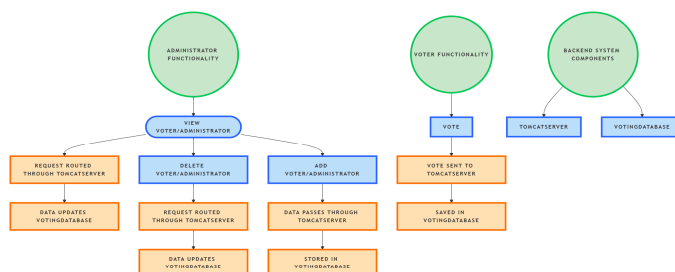 ADMINISTRATOR
FUNCTIONALITY
VOTER FUNCTIONALITY
BACKEND SYSTEM
COMPONENTS
VIEW
VOTER/ADMINISTRATOR
VOTE
TOMCATSERVER
VOTINGDATABASE
REQUEST ROUTED
THROUGH TOMCATSERVER
DELETE
VOTER/ADMINISTRATOR
ADD
VOTER/ADMINISTRATOR
VOTE SENT TO
TOMCATSERVER
DATA UPDATES
VOTINGDATABASE
REQUEST ROUTED
THROUGH TOMCATSERVER
DATA PASSES THROUGH
TOMCATSERVER
SAVED IN
VOTINGDATABASE
DATA UPDATES
VOTINGDATABASE
STORED IN
VOTINGDATABASE